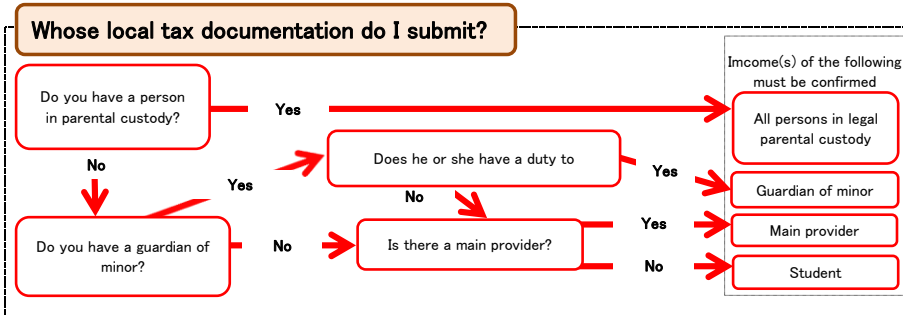 Whose local tax documentation do I submit?
Imcome(s) of the following
must be confirmed
Do you have a person
in parental custody?
Yes
All persons in legal
parental custody
No
Yes
Does he or she have a duty to
Yes
Guardian of minor
No
Do you have a guardian of
minor?
No
Is there a main provider?
Yes
Main provider
No
Student